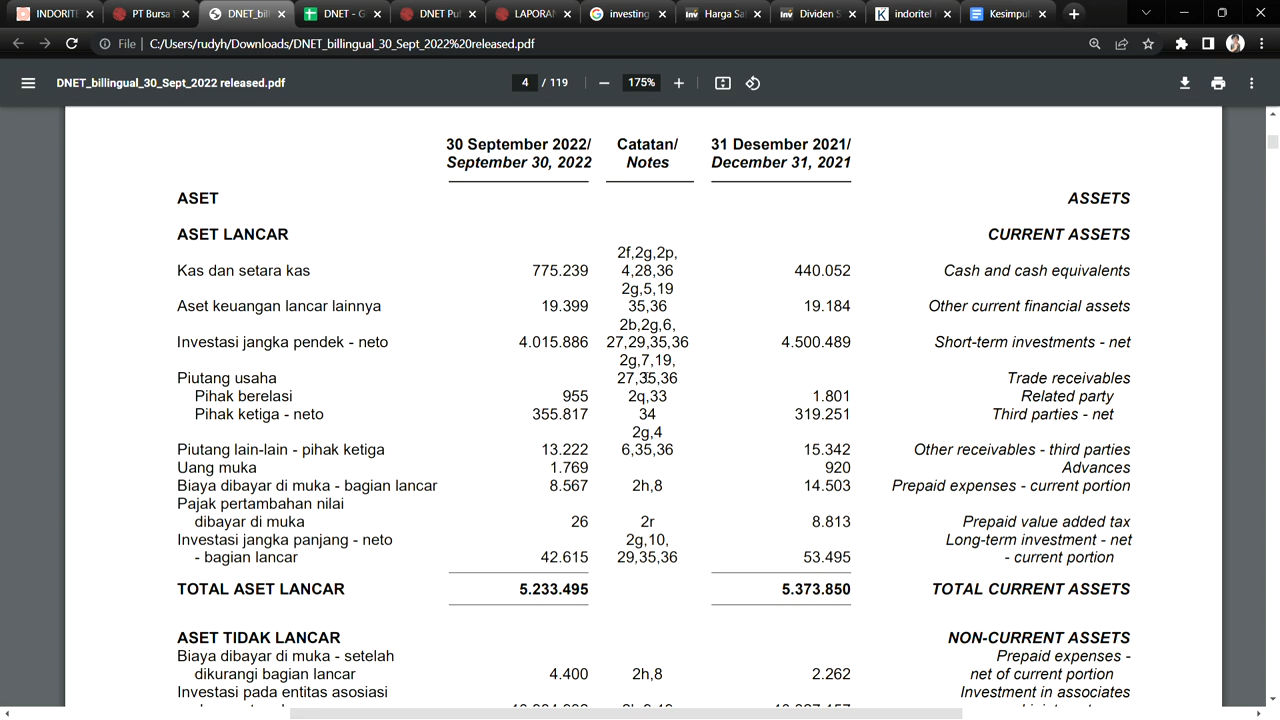 INDORITE
PT Bursa E
DNET_bill
DNET - G
DNET Pub
LAPORAN
investing
Harga Sa
Dividen S
indoritel
Kesimpul
File C:/Users/rudyh/Downloads/DNET_billingual_30_Sept_2022%20released.pdf
DNET_billingual_30_Sept_2022 released.pdf 4 / 119 — 175% +
30 September 2022/ Catatan/ 31 Desember 2021/
September 30, 2022 Notes December 31, 2021
ASET ASSETS
ASET LANCAR CURRENT ASSETS
2f,2g,2p,
Kas dan setara kas 775.239 4,28,36 440.052 Cash and cash equivalents
2g,5,19
Aset keuangan lancar lainnya 19.399 35,36 19.184 Other current financial assets
2b,2g,6,
Investasi jangka pendek - neto 4.015.886 27,29,35,36 4.500.489 Short-term investments - net
2g,7,19,
Piutang usaha 27,35,36 Trade receivables
Pihak berelasi 955 2q,33 1.801 Related party
Pihak ketiga - neto 355.817 34 319.251 Third parties - net
2g,4
Piutang lain-lain - pihak ketiga 13.222 6,35,36 15.342 Other receivables - third parties
Uang muka 1.769 920 Advances
Biaya dibayar di muka - bagian lancar 8.567 2h,8 14.503 Prepaid expenses - current portion
Pajak pertambahan nilai
dibayar di muka 26 2r 8.813 Prepaid value added tax
Investasi jangka panjang - neto 2g,10, Long-term investment - net
- bagian lancar 42.615 29,35,36 53.495 - current portion
TOTAL ASET LANCAR 5.233.495 5.373.850 TOTAL CURRENT ASSETS
ASET TIDAK LANCAR NON-CURRENT ASSETS
Biaya dibayar di muka - setelah Prepaid expenses -
dikurangi bagian lancar 4.400 2h,8 2.262 net of current portion
Investasi pada entitas asosiasi Investment in associates